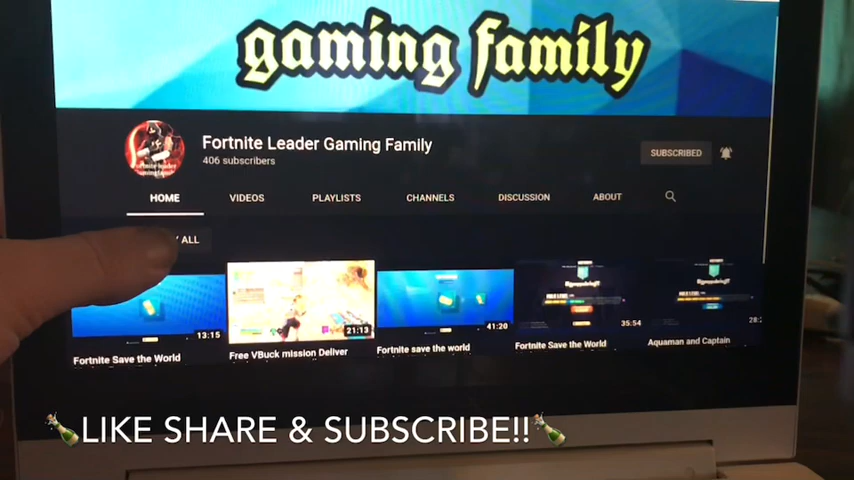 gaming family
Fortnite Leader Gaming Family
406 subscribers
SUBSCRIBED
HOME VIDEOS PLAYLISTS CHANNELS DISCUSSION ABOUT
ALL
13:15 21:13 41:20 35:54 28:
Fortnite Save the World Free VBuck mission Deliver Fortnite save the world Fortnite Save the World Aquaman and Captain
🍾LIKE SHARE & SUBSCRIBE!!🍾